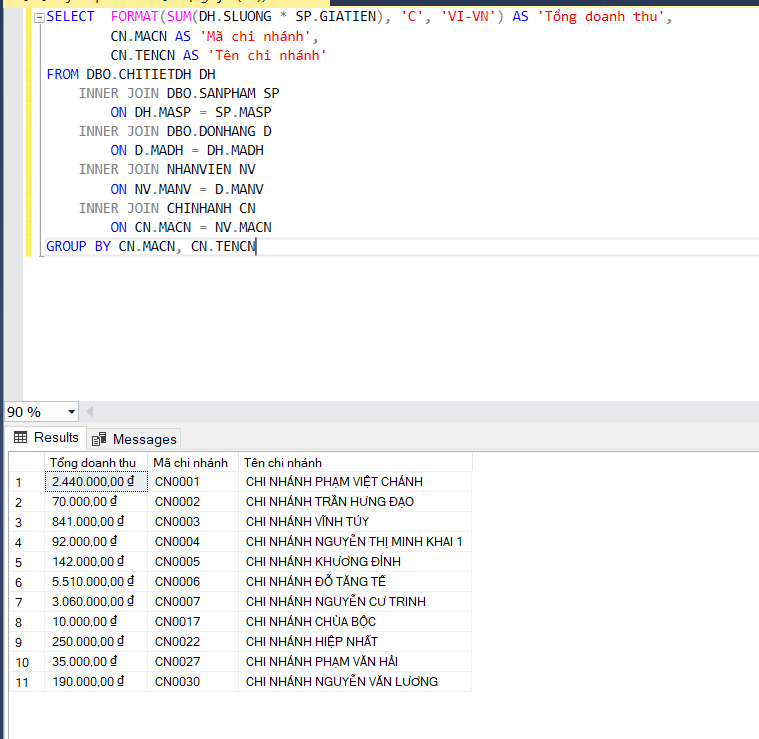 SELECT FORMAT(SUM(DH.SLUONG * SP.GIATIEN), 'C', 'VI-VN') AS 'Tổng doanh thu',
CN.MACN AS 'Mã chi nhánh',
CN.TENCN AS 'Tên chi nhánh'
FROM DBO.CHITIETDH DH
INNER JOIN DBO.SANPHAM SP
ON DH.MASP = SP.MASP
INNER JOIN DBO.DONHANG D
ON D.MADH = DH.MADH
INNER JOIN NHANVIEN NV
ON NV.MANV = D.MANV
INNER JOIN CHINHANH CN
ON CN.MACN = NV.MACN
GROUP BY CN.MACN, CN.TENCN
90 %
Results Messages
Tổng doanh thu Mã chi nhánh Tên chi nhánh
1 2.440.000,00 ₫ CN0001 CHI NHÁNH PHẠM VIỆT CHÁNH
2 70.000,00 ₫ CN0002 CHI NHÁNH TRẦN HƯNG ĐẠO
3 841.000,00 ₫ CN0003 CHI NHÁNH VĨNH TÚY
4 92.000,00 ₫ CN0004 CHI NHÁNH NGUYỄN THỊ MINH KHAI 1
5 142.000,00 ₫ CN0005 CHI NHÁNH KHƯƠNG ĐÌNH
6 5.510.000,00 ₫ CN0006 CHI NHÁNH ĐỖ TĂNG TẾ
7 3.060.000,00 ₫ CN0007 CHI NHÁNH NGUYỄN CƯ TRINH
8 10.000,00 ₫ CN0017 CHI NHÁNH CHÙA BỘC
9 250.000,00 ₫ CN0022 CHI NHÁNH HIỆP NHẤT
10 35.000,00 ₫ CN0027 CHI NHÁNH PHẠM VĂN HẢI
11 190.000,00 ₫ CN0030 CHI NHÁNH NGUYỄN VĂN LƯƠNG